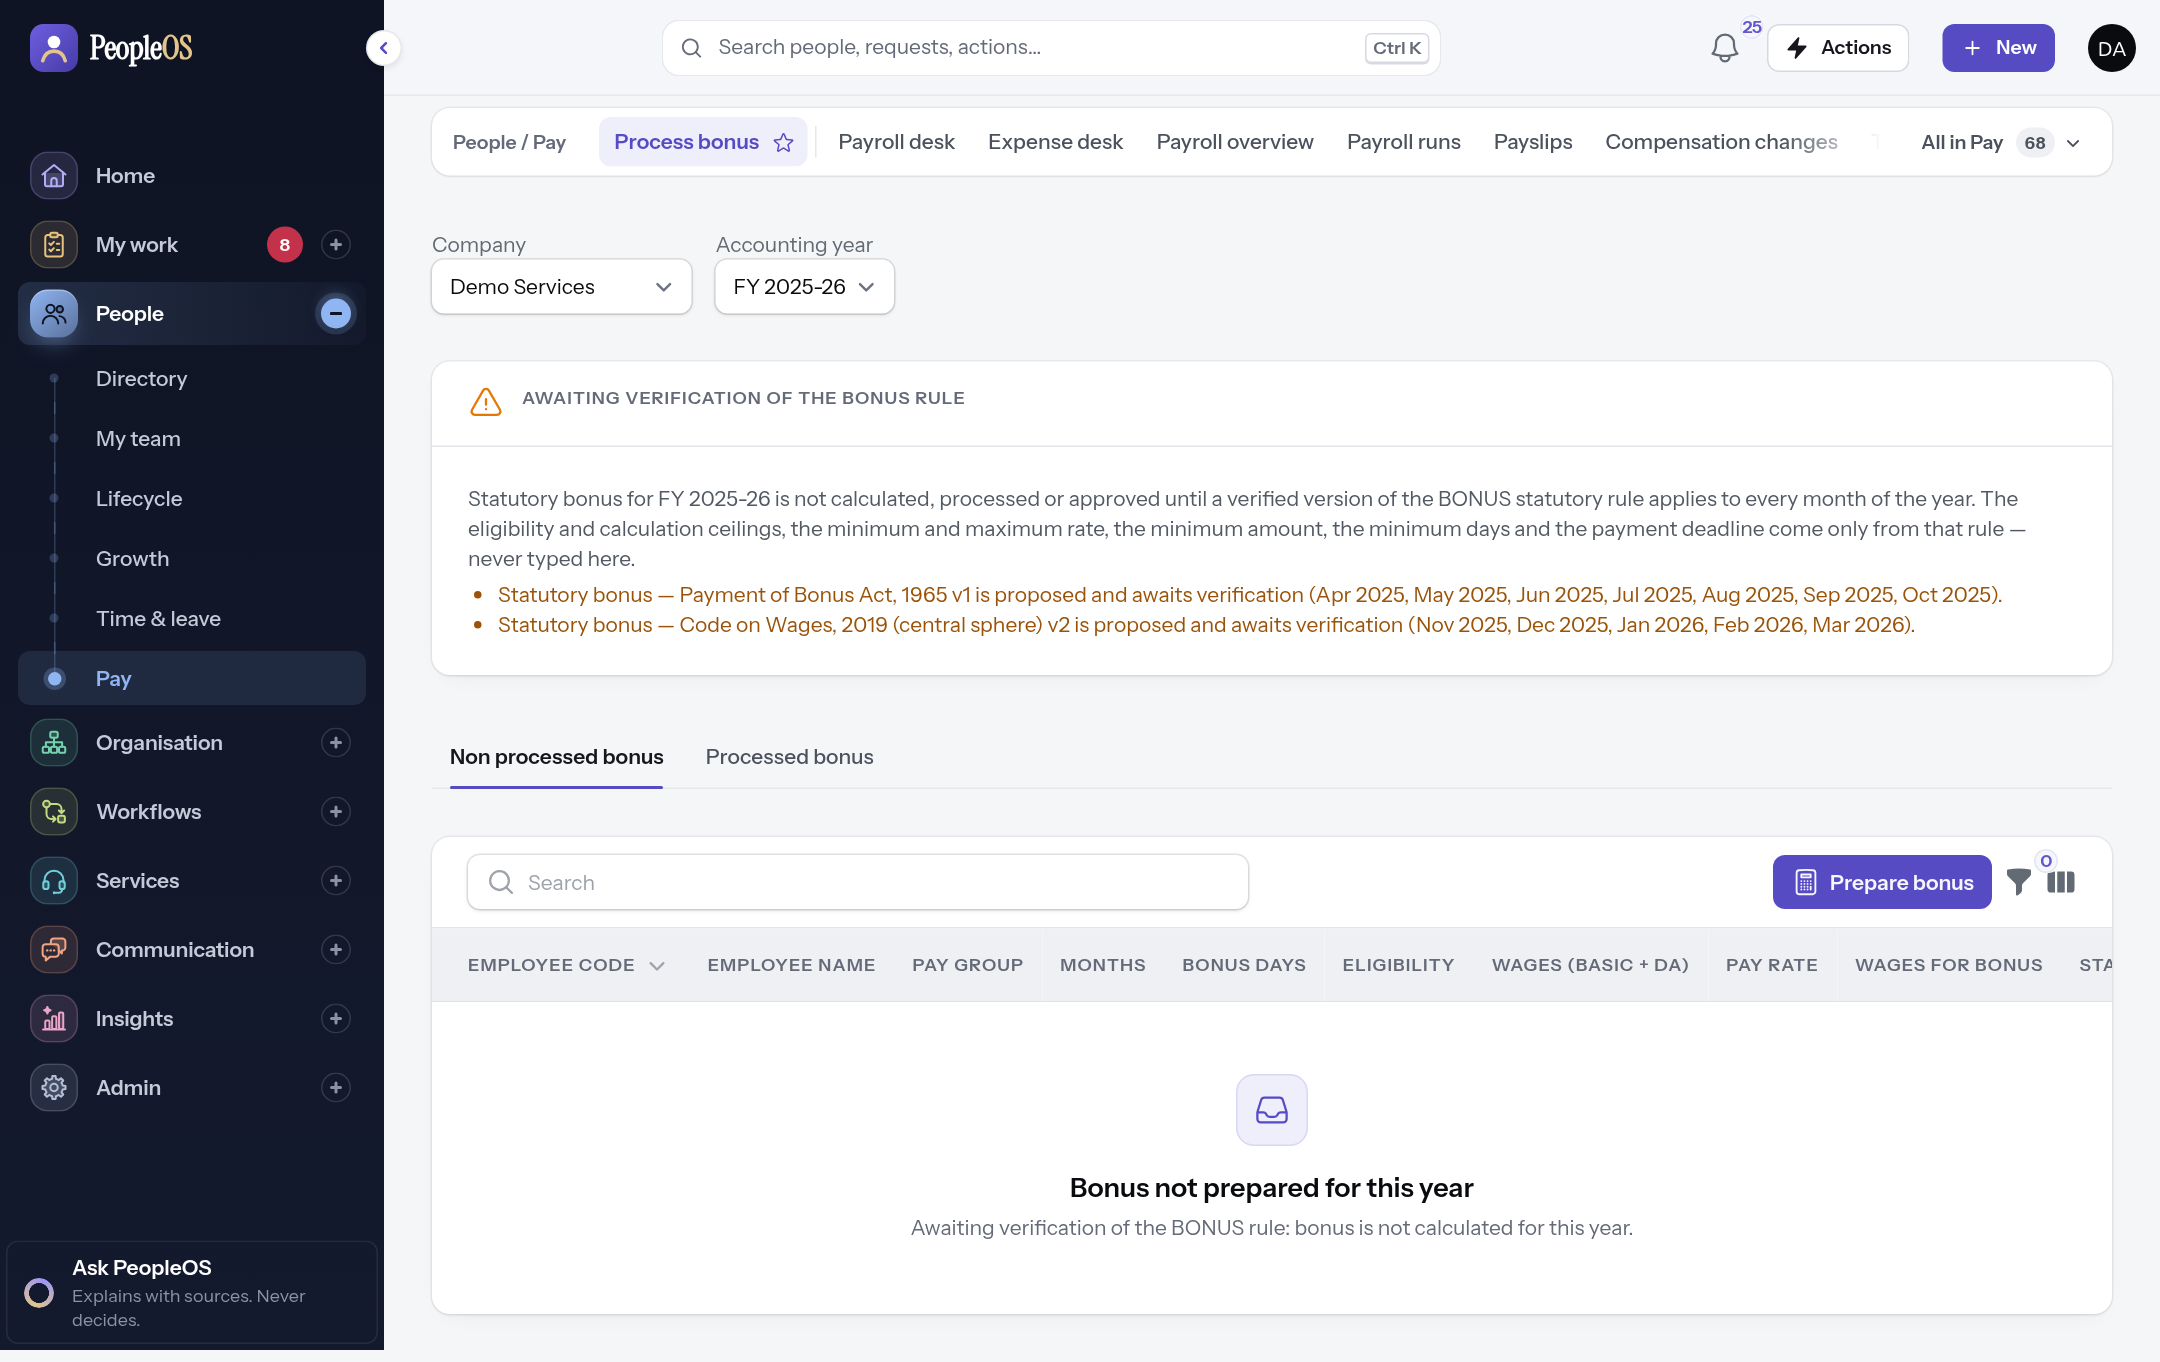 PeopleOS
Search people, requests, actions...
Ctrl K
25
Actions
New
DA
Home
My work
8
People
Directory
My team
Lifecycle
Growth
Time & leave
Pay
Organisation
Workflows
Services
Communication
Insights
Admin
Ask PeopleOS
Explains with sources. Never
decides.
People / Pay
Process bonus
Payroll desk
Expense desk
Payroll overview
Payroll runs
Payslips
Compensation changes
All in Pay
68
Company
Accounting year
Demo Services
FY 2025-26
AWAITING VERIFICATION OF THE BONUS RULE
Statutory bonus for FY 2025-26 is not calculated, processed or approved until a verified version of the BONUS statutory rule applies to every month of the year. The
eligibility and calculation ceilings, the minimum and maximum rate, the minimum amount, the minimum days and the payment deadline come only from that rule —
never typed here.
Statutory bonus — Payment of Bonus Act, 1965 v1 is proposed and awaits verification (Apr 2025, May 2025, Jun 2025, Jul 2025, Aug 2025, Sep 2025, Oct 2025).
Statutory bonus — Code on Wages, 2019 (central sphere) v2 is proposed and awaits verification (Nov 2025, Dec 2025, Jan 2026, Feb 2026, Mar 2026).
Non processed bonus
Processed bonus
Search
Prepare bonus
0
EMPLOYEE CODE
EMPLOYEE NAME
PAY GROUP
MONTHS
BONUS DAYS
ELIGIBILITY
WAGES (BASIC + DA)
PAY RATE
WAGES FOR BONUS
STA
Bonus not prepared for this year
Awaiting verification of the BONUS rule: bonus is not calculated for this year.